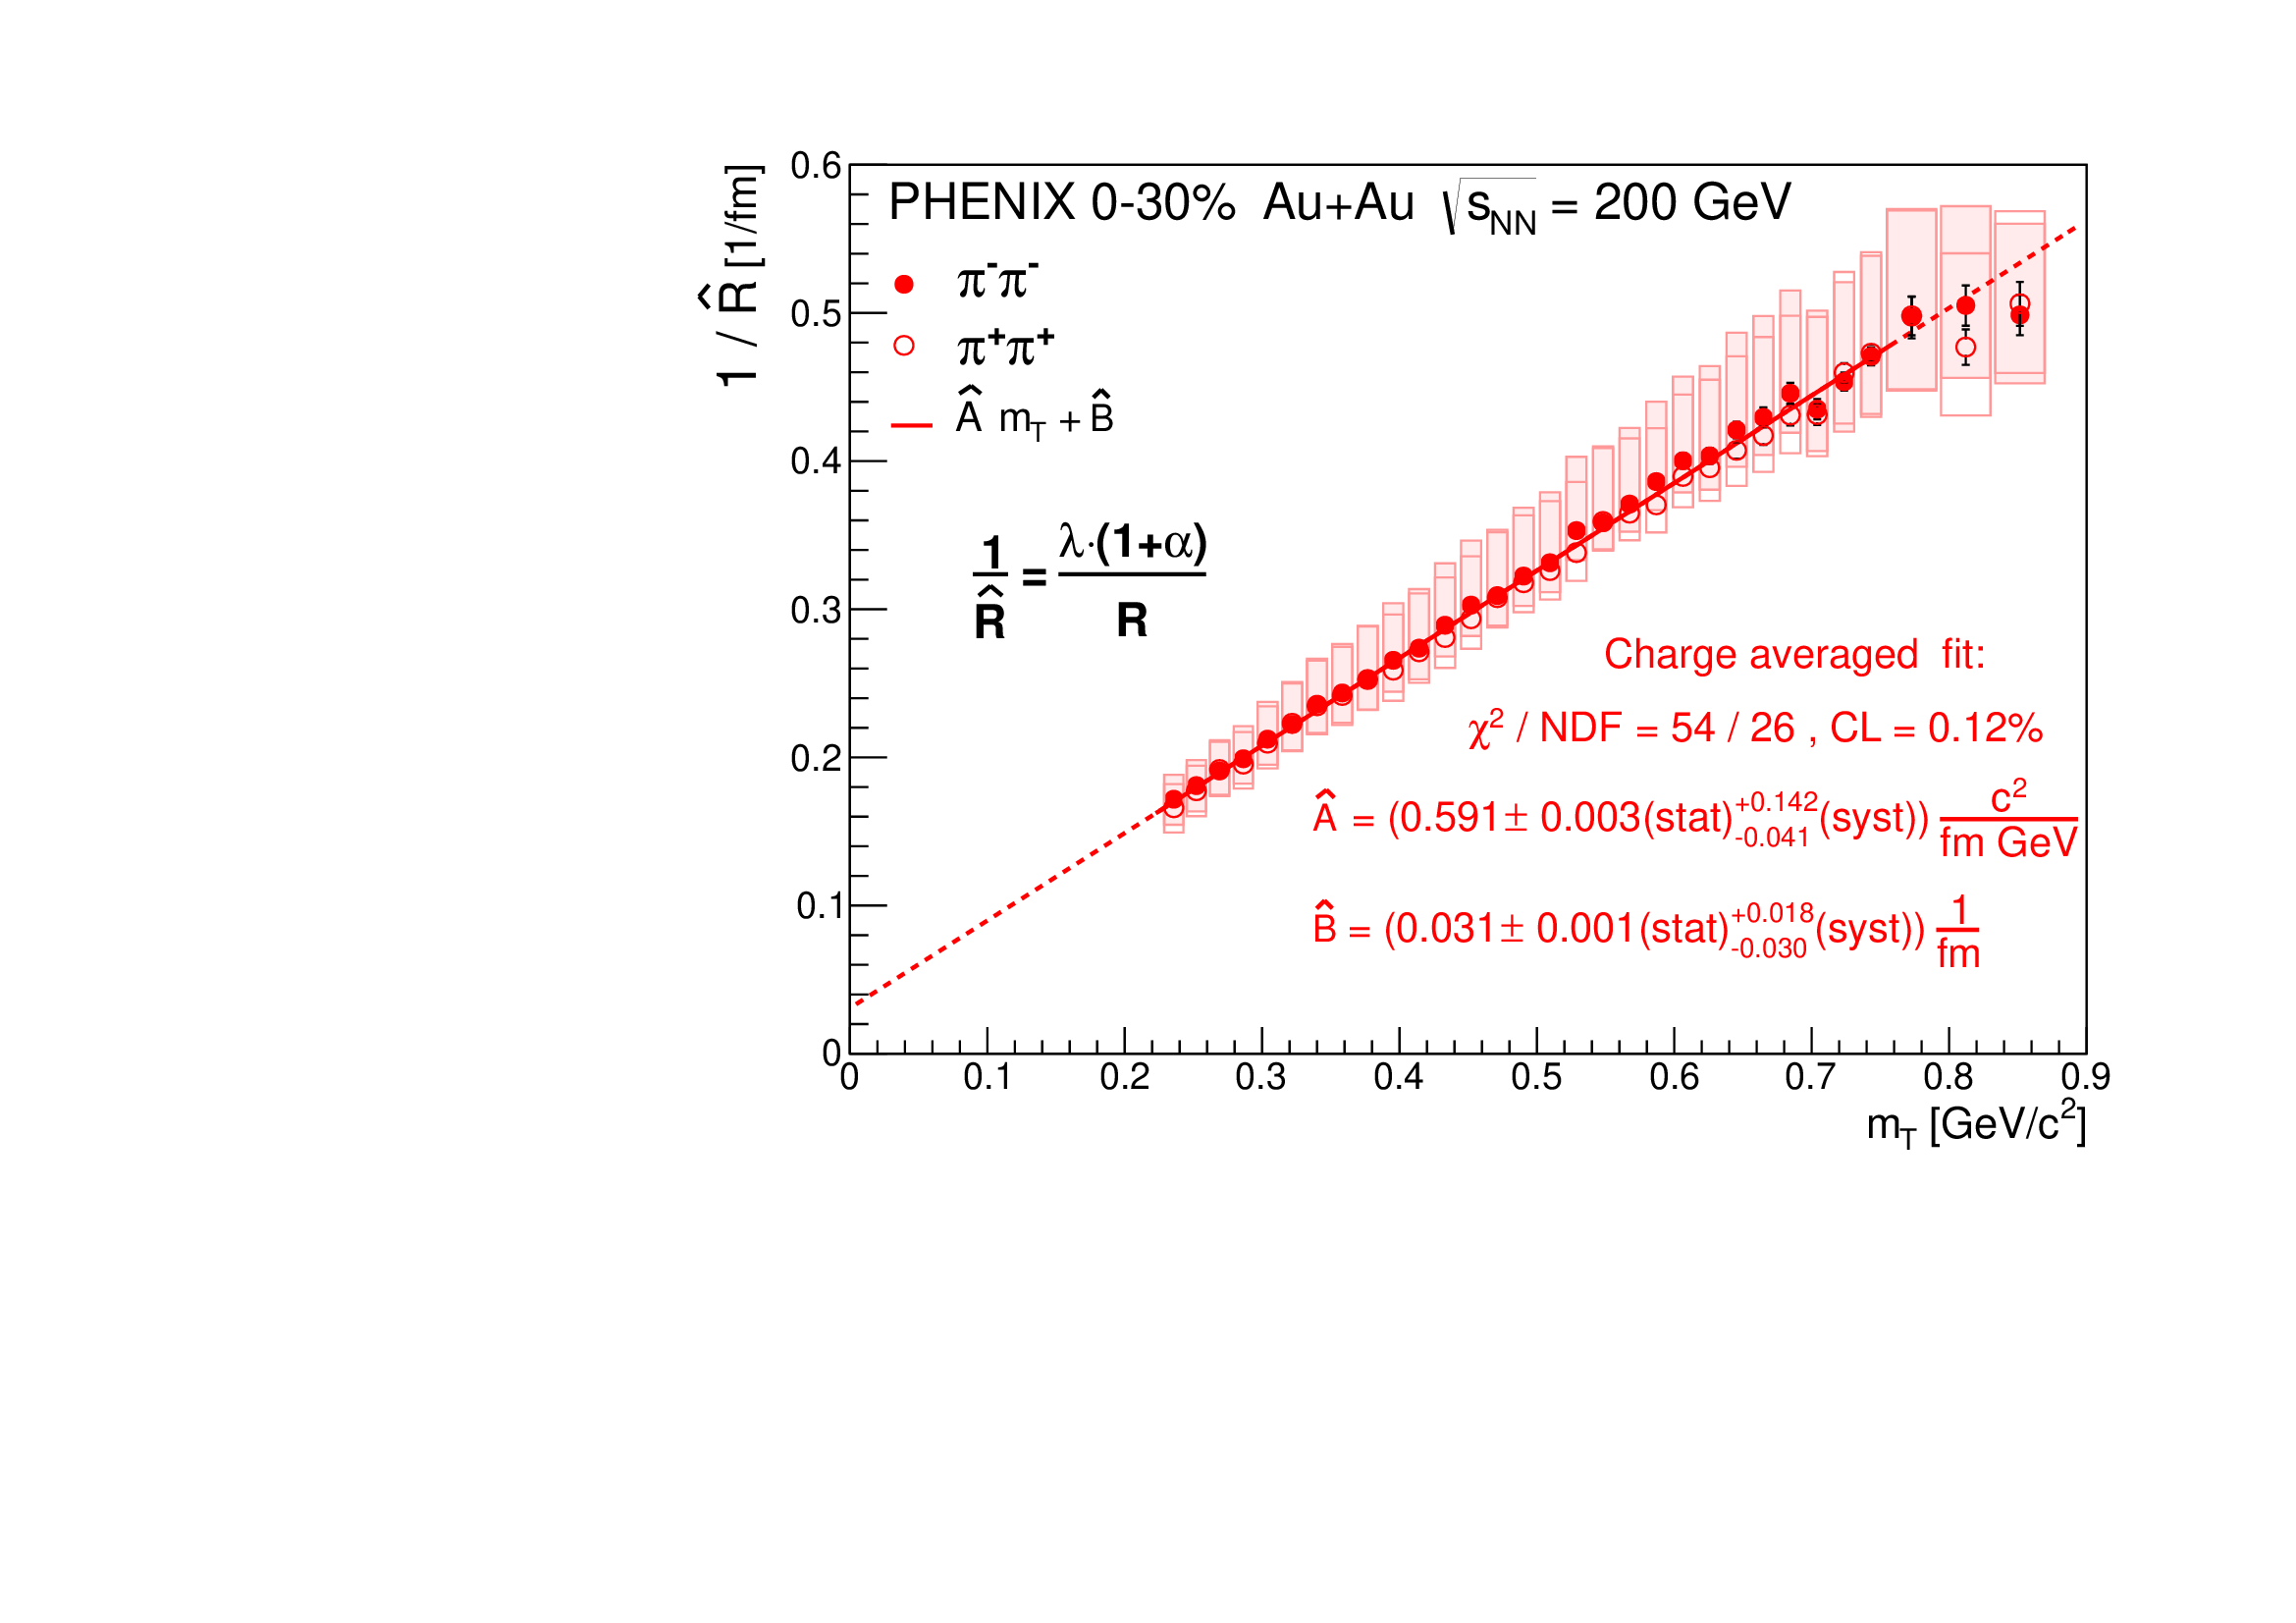 PHENIX 0-30% Au+Au √sNN = 200 GeV
π-π-
π+π+
Â mT + B̂
1/R̂ = λ·(1+α)/R
Charge averaged fit:
χ² / NDF = 54 / 26 , CL = 0.12%
Â = (0.591± 0.003(stat)+0.142-0.041(syst)) c²/fm GeV
B̂ = (0.031± 0.001(stat)+0.018-0.030(syst)) 1/fm
1 / R̂ [1/fm]
0.6
0.5
0.4
0.3
0.2
0.1
0
0 0.1 0.2 0.3 0.4 0.5 0.6 0.7 0.8 0.9
mT [GeV/c²]